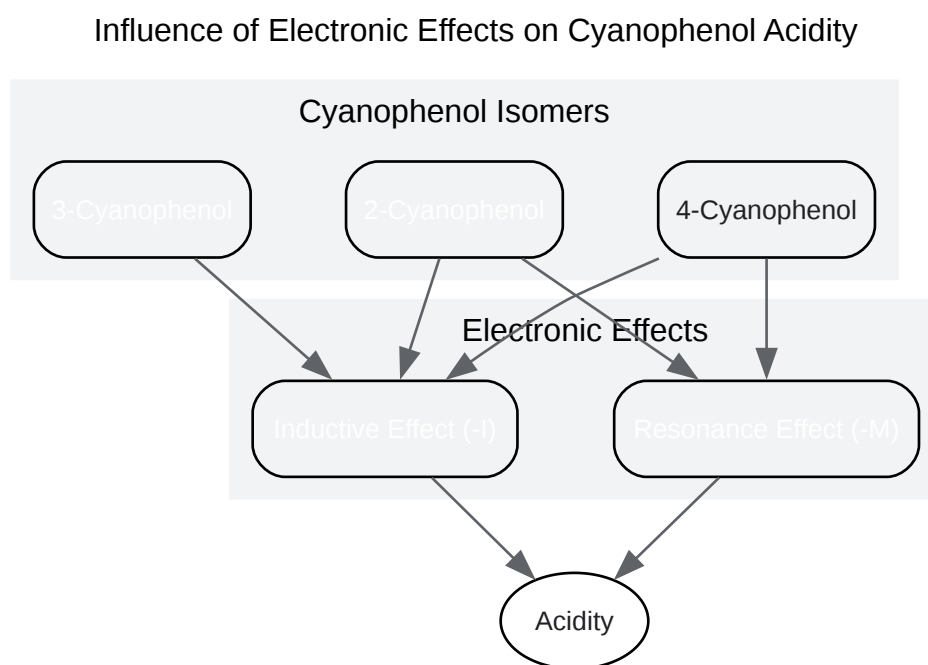 Influence of Electronic Effects on Cyanophenol Acidity
Cyanophenol Isomers
3-Cyanophenol
2-Cyanophenol
4-Cyanophenol
Electronic Effects
Inductive Effect (-I)
Resonance Effect (-M)
Acidity